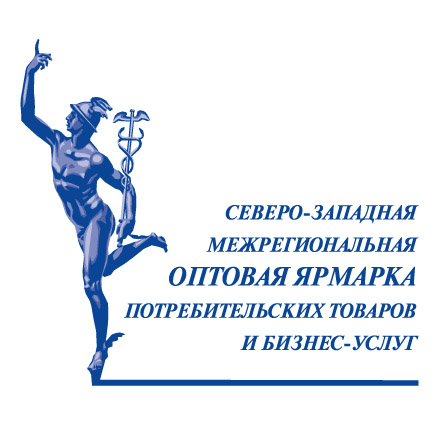 СЕВЕРО-ЗАПАДНАЯ
МЕЖРЕГИОНАЛЬНАЯ
ОПТОВАЯ ЯРМАРКА
ПОТРЕБИТЕЛЬСКИХ ТОВАРОВ
И БИЗНЕС-УСЛУГ